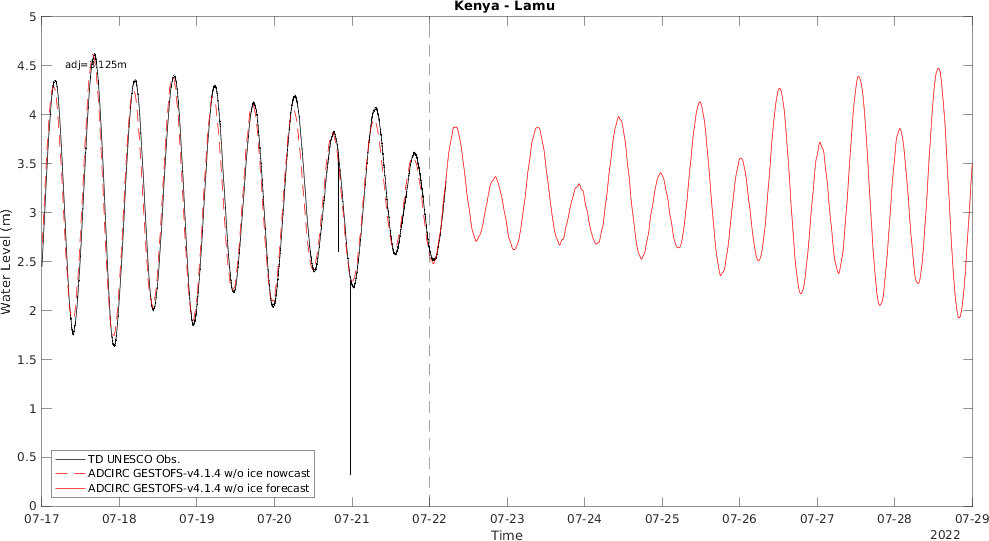 Kenya - Lamu
5
4.5
4
3.5
3
2.5
2
1.5
1
0.5
0
Water Level (m)
adj=3.125m
TD UNESCO Obs.
ADCIRC GESTOFS-v4.1.4 w/o ice nowcast
ADCIRC GESTOFS-v4.1.4 w/o ice forecast
07-17 07-18 07-19 07-20 07-21 07-22 07-23 07-24 07-25 07-26 07-27 07-28 07-29
Time
2022